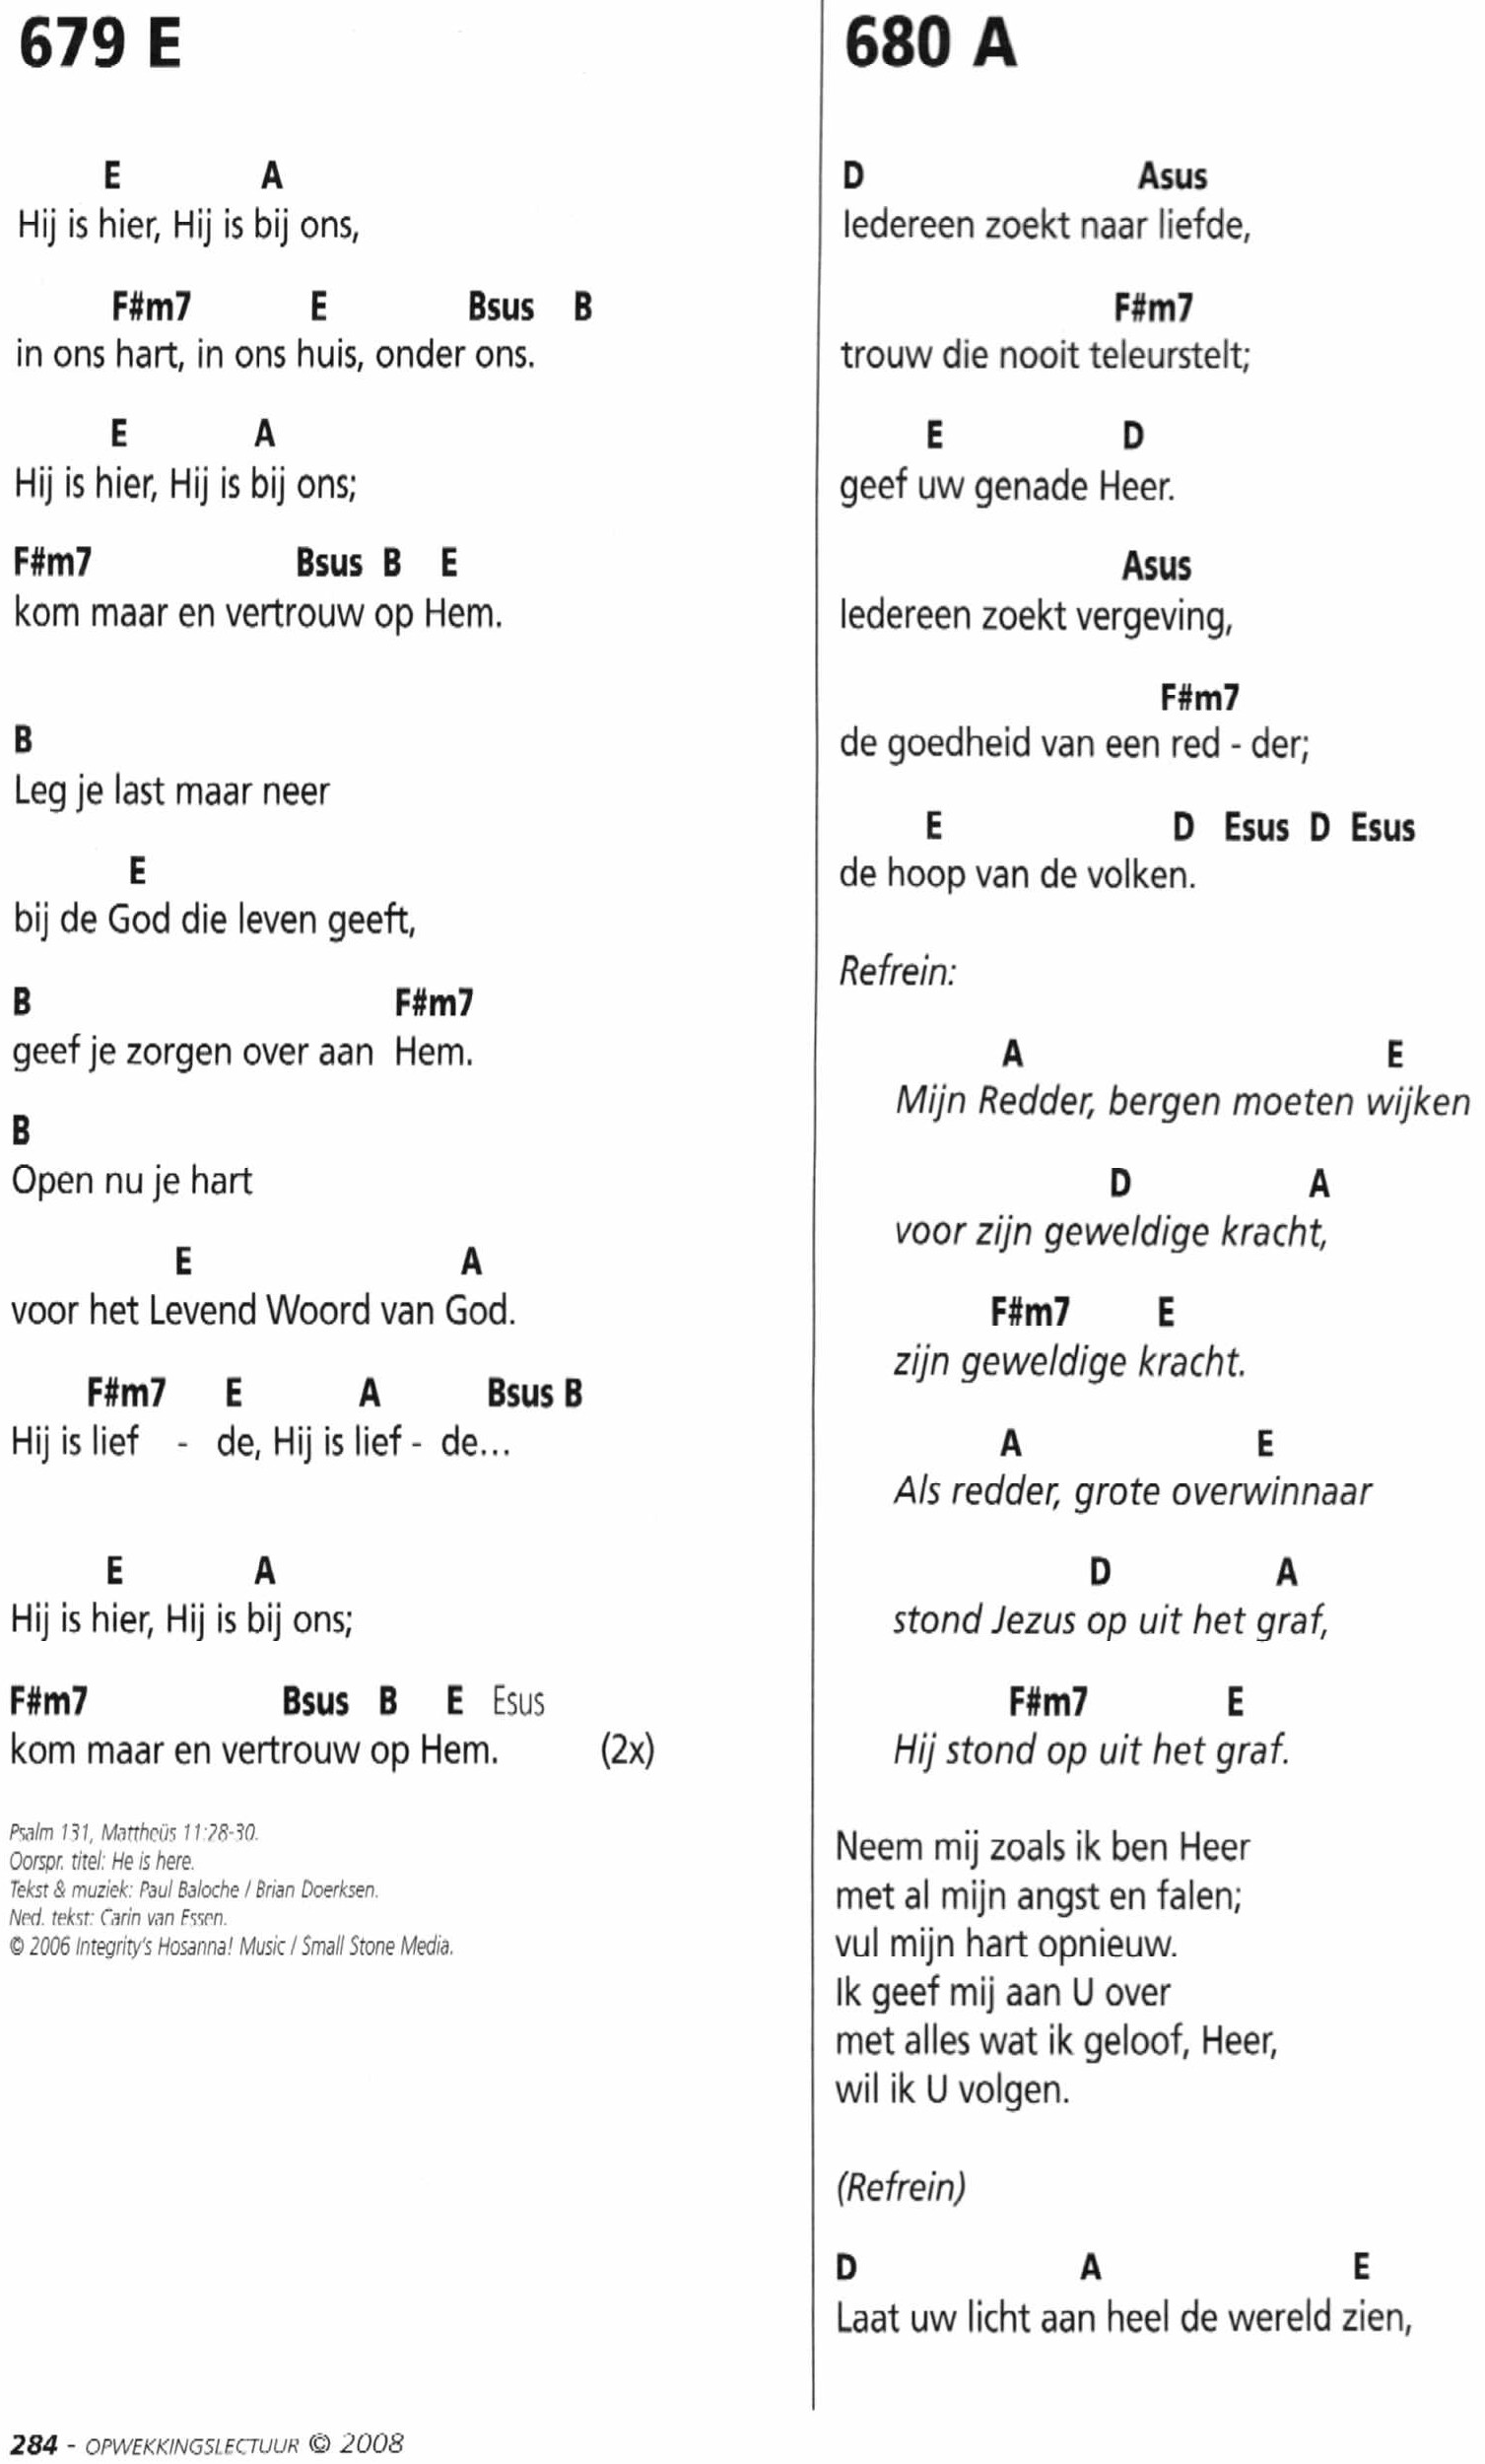 679 E
E A
Hij is hier, Hij is bij ons,
F#m7 E Bsus B
in ons hart, in ons huis, onder ons.
E A
Hij is hier, Hij is bij ons;
F#m7 Bsus B E
kom maar en vertrouw op Hem.
B
Leg je last maar neer
E
bij de God die leven geeft,
B F#m7
geef je zorgen over aan Hem.
B
Open nu je hart
E A
voor het Levend Woord van God.
F#m7 E A Bsus B
Hij is lief - de, Hij is lief - de...
E A
Hij is hier, Hij is bij ons;
F#m7 Bsus B E Esus
kom maar en vertrouw op Hem. (2x)
Psalm 131, Mattheüs 11:28-30.
Oorspr. titel: He is here.
Tekst & muziek: Paul Baloche / Brian Doerksen.
Ned. tekst: Carin van Essen.
© 2006 Integrity's Hosanna! Music / Small Stone Media.
680 A
D Asus
Iedereen zoekt naar liefde,
F#m7
trouw die nooit teleurstelt;
E D
geef uw genade Heer.
Asus
Iedereen zoekt vergeving,
F#m7
de goedheid van een red - der;
E D Esus D Esus
de hoop van de volken.
Refrein:
A E
Mijn Redder, bergen moeten wijken
D A
voor zijn geweldige kracht,
F#m7 E
zijn geweldige kracht.
A E
Als redder, grote overwinnaar
D A
stond Jezus op uit het graf,
F#m7 E
Hij stond op uit het graf.
Neem mij zoals ik ben Heer
met al mijn angst en falen;
vul mijn hart opnieuw.
Ik geef mij aan U over
met alles wat ik geloof, Heer,
wil ik U volgen.
(Refrein)
D A E
Laat uw licht aan heel de wereld zien,
284 - OPWEKKINGSLECTUUR © 2008